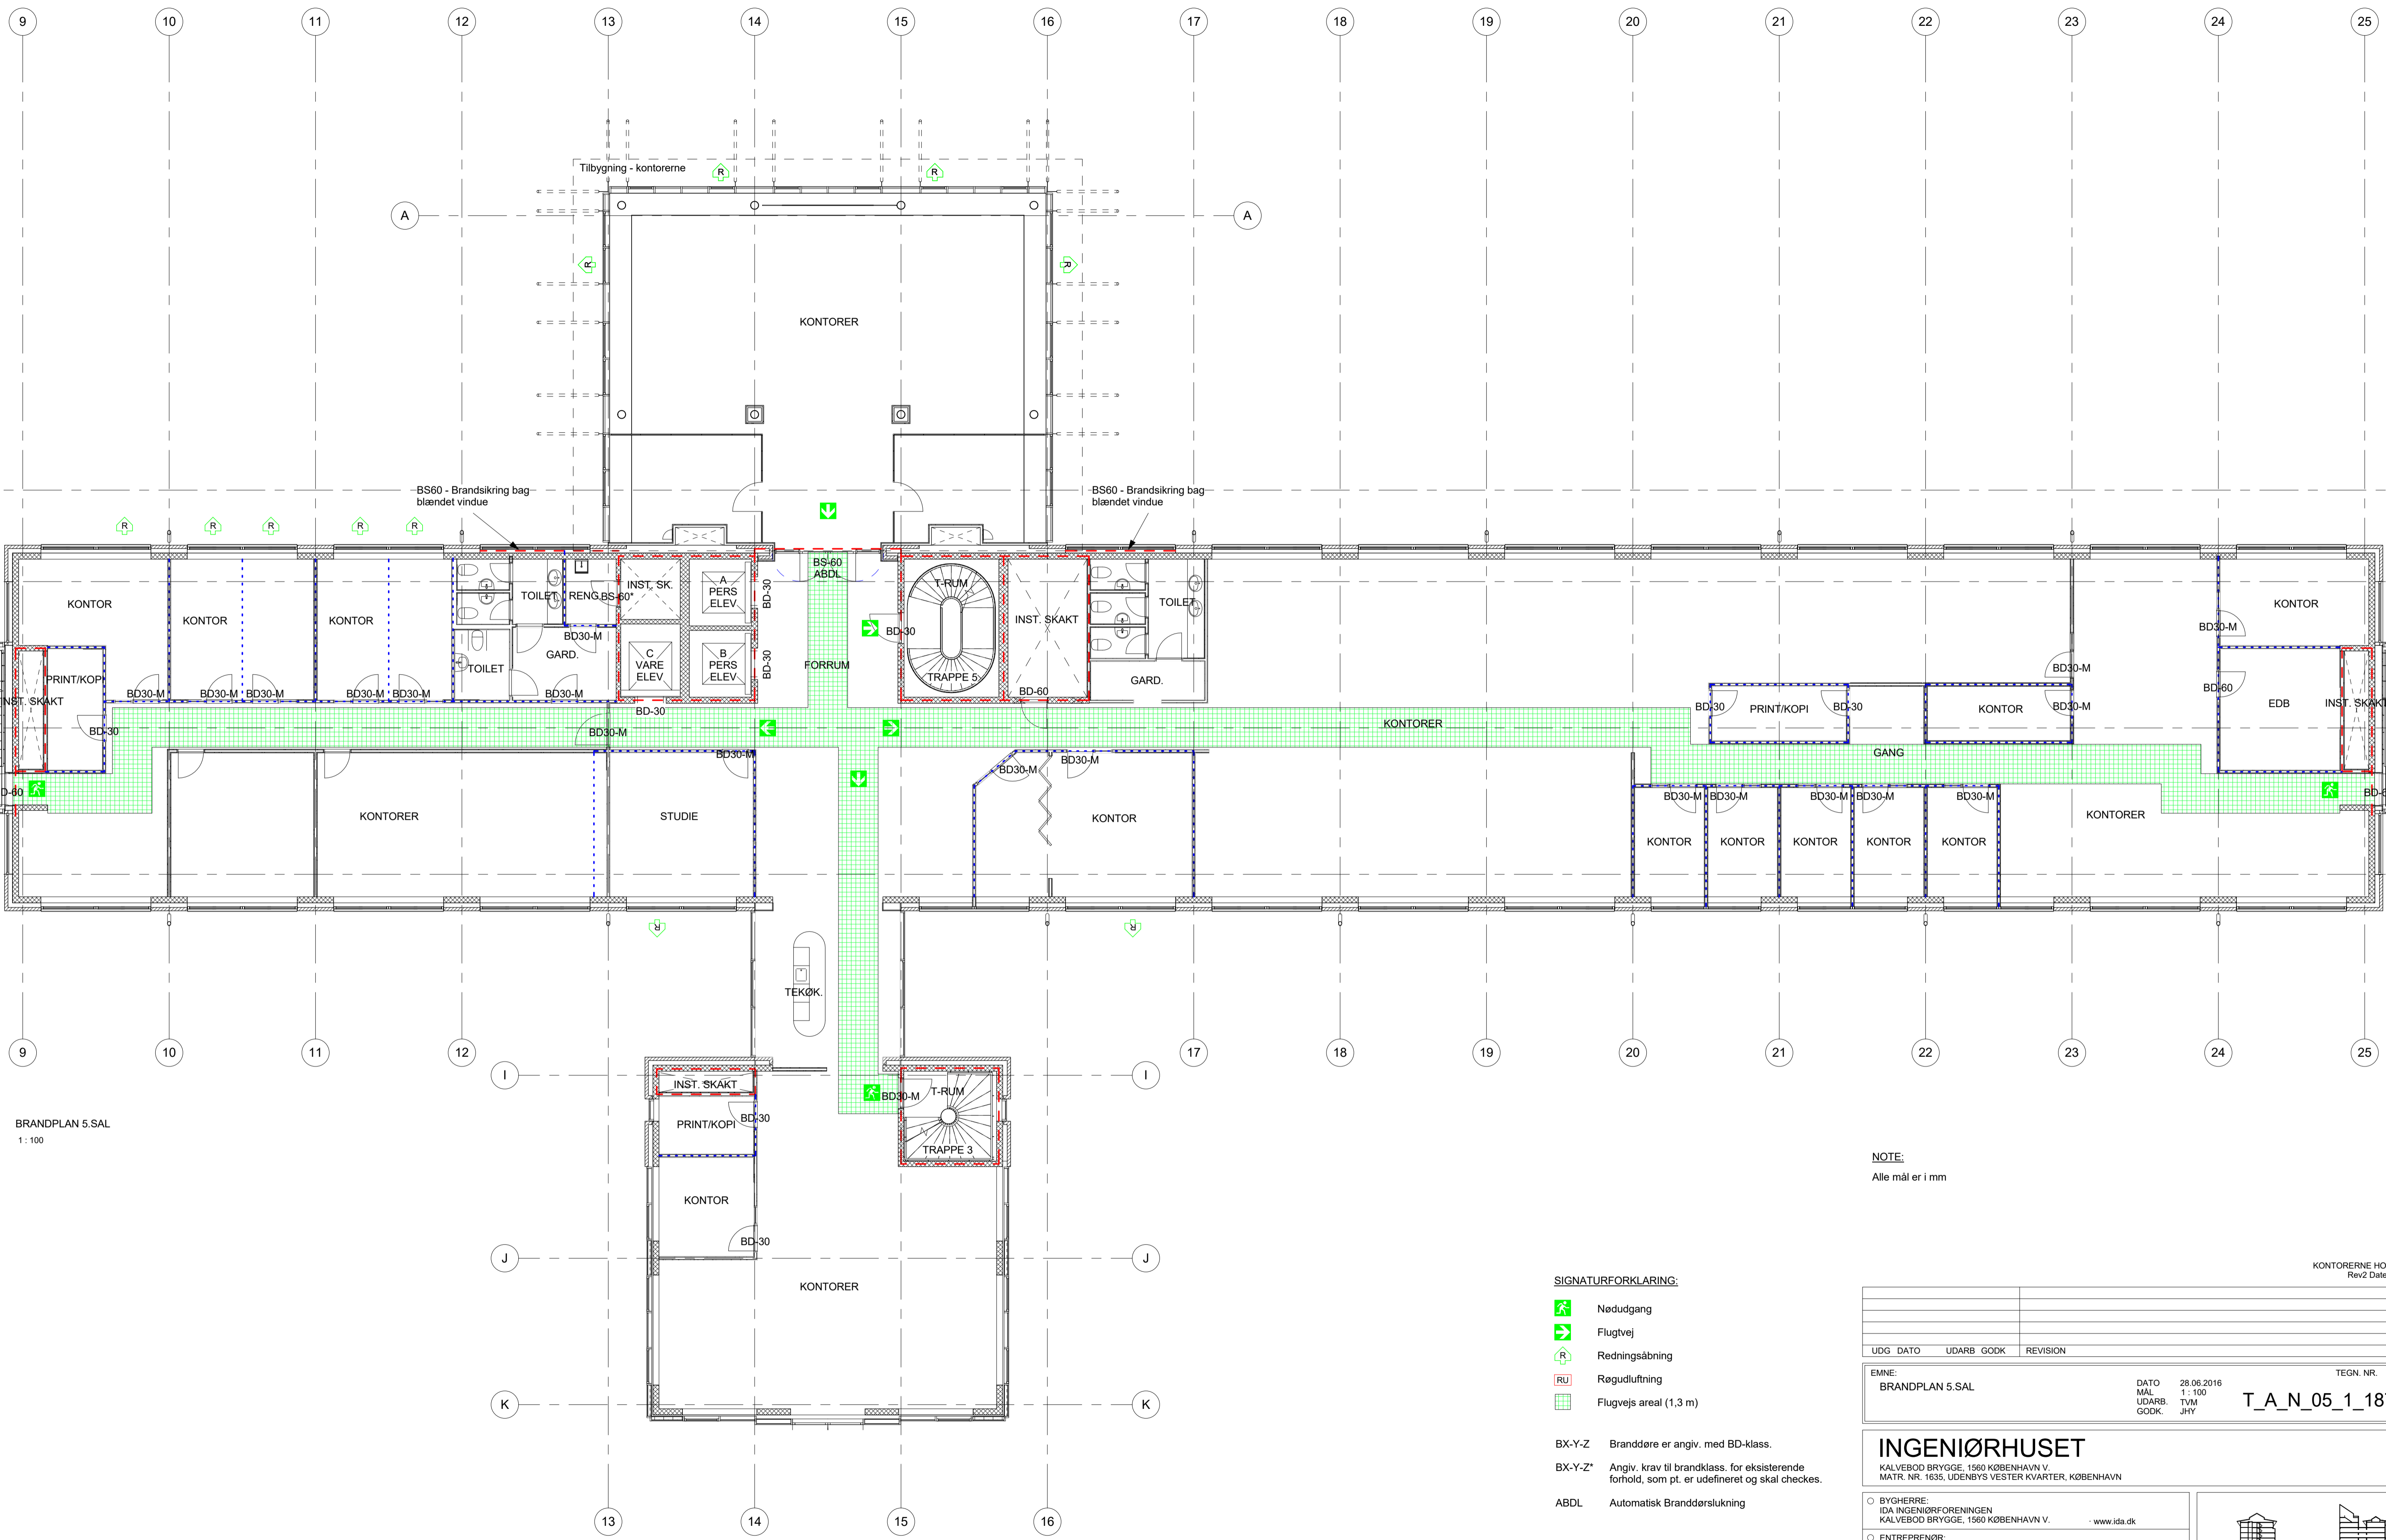 9 10 11 12 13 14 15 16 17 18 19 20 21 22 23 24 25
Tilbygning - kontorerne
R R
A A
R R
KONTORER
BS60 - Brandsikring bag
blændet vindue
BS60 - Brandsikring bag
blændet vindue
R R R R R
BS-60
ABDL
KONTOR
KONTOR
KONTOR
TOILET
RENG.
BS-60*
INST. SK.
A
PERS
ELEV
BD-30
T-RUM
INST. SKAKT
TOILET
KONTOR
BD30-M
GARD.
TOILET
C
VARE
ELEV
B
PERS
ELEV
BD-30
FORRUM
BD-30
TRAPPE 5
BD-60
GARD.
BD30-M
BD30-M
PRINT/KOPI
INST. SKAKT
BD-30
BD30-M
BD30-M
BD30-M
BD30-M
BD30-M
BD30-M
BD-30
BD30-M
KONTORER
BD-30
PRINT/KOPI
BD-30
KONTOR
BD30-M
BD-60
EDB
INST. SKAKT
GANG
BD30-M
BD30-M
BD30-M
BD-60
BD30-M
BD30-M
BD30-M
BD30-M
BD30-M
KONTORER
STUDIE
KONTOR
KONTOR
KONTOR
KONTOR
KONTOR
KONTOR
KONTORER
R R
TEKØK.
9 10 11 12 17 18 19 20 21 22 23 24 25
I I
INST. SKAKT
BD30-M
T-RUM
PRINT/KOPI
BD-30
TRAPPE 3
KONTOR
BD-30
J J
KONTORER
K K
13 14 15 16
BRANDPLAN 5.SAL
1 : 100
NOTE:
Alle mål er i mm
SIGNATURFORKLARING:
Nødudgang
Flugtvej
R Redningsåbning
RU Røgudluftning
Flugvejs areal (1,3 m)
BX-Y-Z Branddøre er angiv. med BD-klass.
BX-Y-Z* Angiv. krav til brandklass. for eksisterende
forhold, som pt. er udefineret og skal checkes.
ABDL Automatisk Branddørslukning
KONTORERNE HO
Rev2 Date
UDG DATO UDARB GODK REVISION
EMNE:
BRANDPLAN 5.SAL
DATO 28.06.2016
MÅL 1 : 100
UDARB. TVM
GODK. JHY
TEGN. NR.
T_A_N_05_1_187
INGENIØRHUSET
KALVEBOD BRYGGE, 1560 KØBENHAVN V.
MATR. NR. 1635, UDENBYS VESTER KVARTER, KØBENHAVN
BYGHERRE:
IDA INGENIØRFORENINGEN
KALVEBOD BRYGGE, 1560 KØBENHAVN V. · www.ida.dk
ENTREPRENØR: